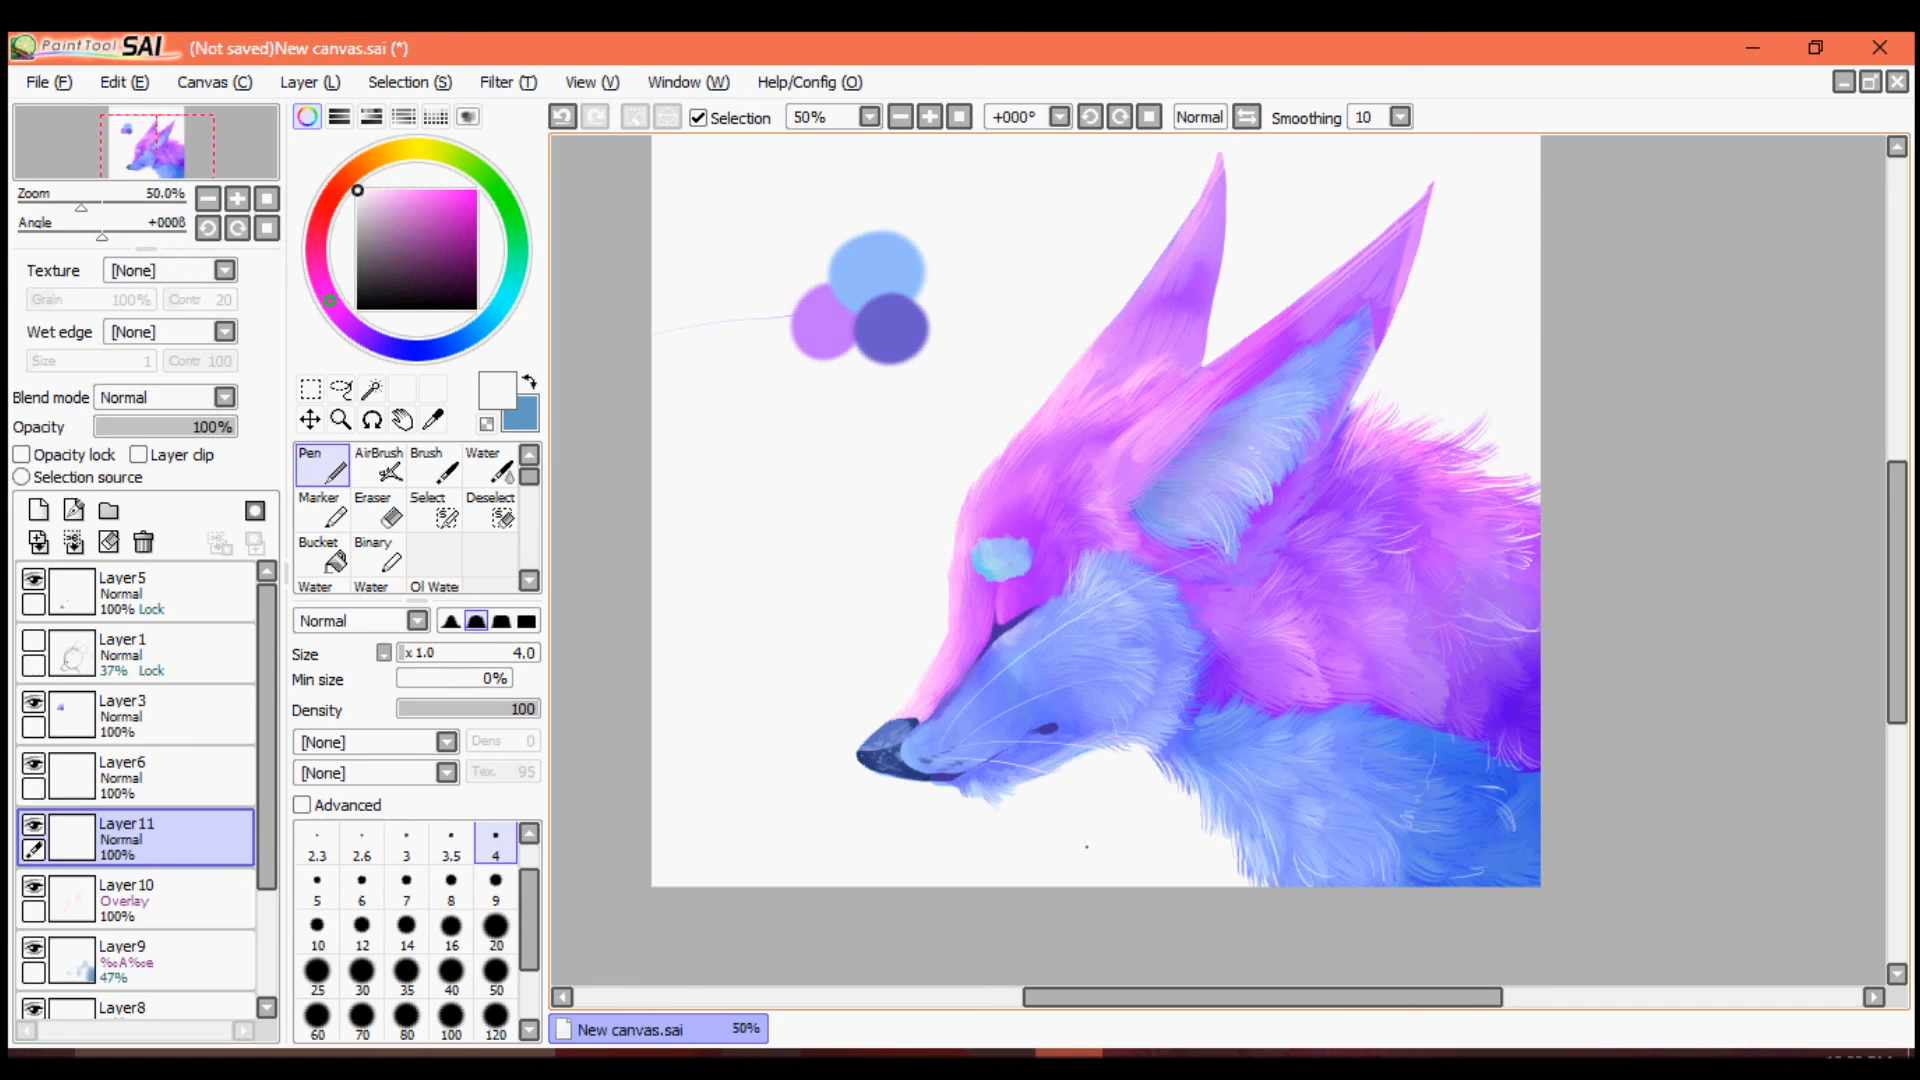 PaintTool SAI (Not saved)New canvas.sai (*)
File (F) Edit (E) Canvas (C) Layer (L) Selection (S) Filter (T) View (V) Window (W) Help/Config (O)
Selection 50% +000° Normal Smoothing 10
Zoom 50.0%
Angle +000ß
Texture [None]
Grain 100% Contr 20
Wet edge [None]
Size 1 Contr 100
Blend mode Normal
Opacity 100%
Opacity lock Layer clip
Selection source
Layer5
Normal
100% Lock
Layer1
Normal
37% Lock
Layer3
Normal
100%
Layer6
Normal
100%
Layer11
Normal
100%
Layer10
Overlay
100%
Layer9
‰A‰e
47%
Layer8
Pen AirBrush Brush Water
Marker Eraser Select Deselect
Bucket Binary
Water Water Ol Wate
Normal
Size x 1.0 4.0
Min size 0%
Density 100
[None] Dens 0
[None] Tex. 95
Advanced
2.3 2.6 3 3.5 4
5 6 7 8 9
10 12 14 16 20
25 30 35 40 50
60 70 80 100 120
New canvas.sai 50%